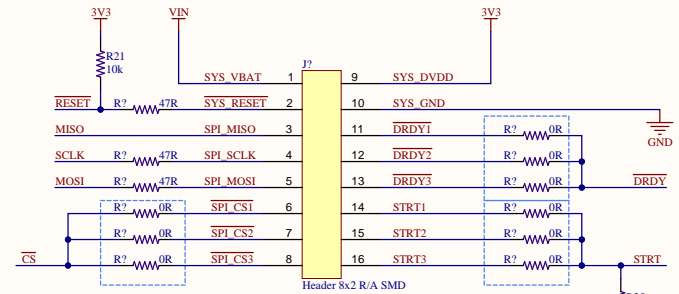 3V3 VIN 3V3
R21
10k
J?
SYS_VBAT 1 9 SYS_DVDD
RESET R? 47R SYS_RESET 2 10 SYS_GND
MISO SPI_MISO 3 11 DRDY1 R? 0R
GND
SCLK R? 47R SPI_SCLK 4 12 DRDY2 R? 0R
MOSI R? 47R SPI_MOSI 5 13 DRDY3 R? 0R DRDY
R? 0R SPI_CS1 6 14 STRT1 R? 0R
R? 0R SPI_CS2 7 15 STRT2 R? 0R
CS R? 0R SPI_CS3 8 16 STRT3 R? 0R STRT
Header 8x2 R/A SMD